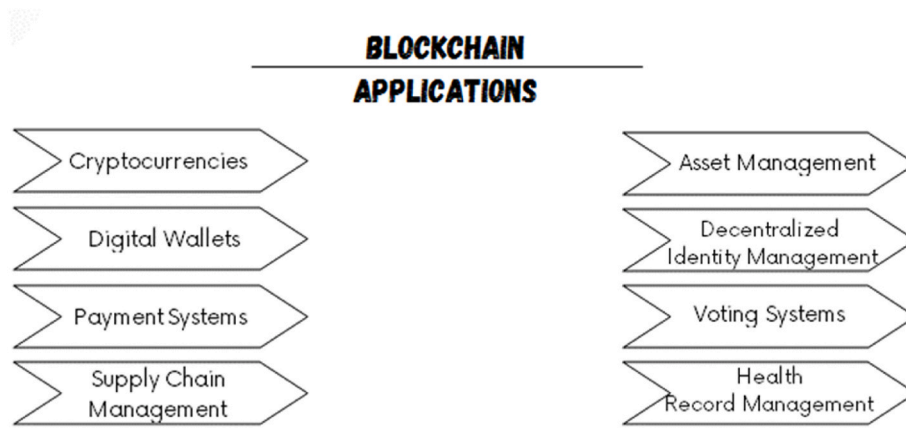 BLOCKCHAIN
APPLICATIONS
Cryptocurrencies
Digital Wallets
Payment Systems
Supply Chain
Management
Asset Management
Decentralized
Identity Management
Voting Systems
Health
Record Management